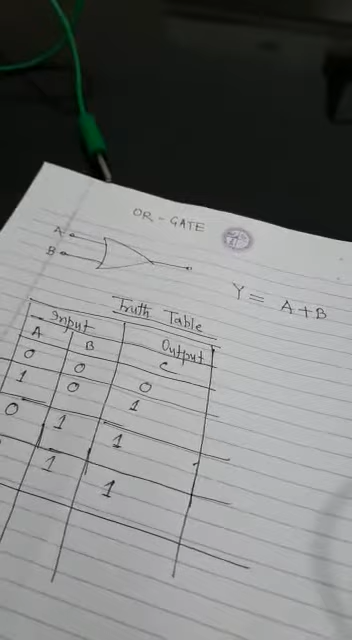 OR - GATE
A
B
Y = A + B
Truth Table
Input Output
A B C
0 0 0
1 0 1
0 1 1
1 1